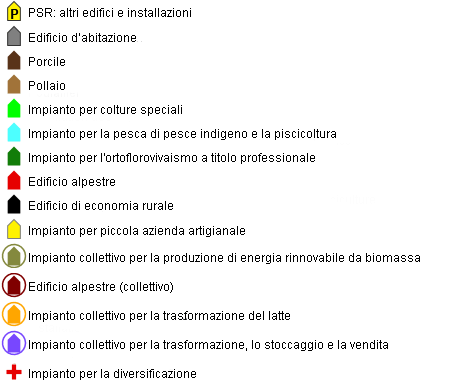 P PSR: altri edifici e installazioni
Edificio d'abitazione
Porcile
Pollaio
Impianto per colture speciali
Impianto per la pesca di pesce indigeno e la piscicoltura
Impianto per l'ortoflorovivaismo a titolo professionale
Edificio alpestre
Edificio di economia rurale
Impianto per piccola azienda artigianale
Impianto collettivo per la produzione di energia rinnovabile da biomassa
Edificio alpestre (collettivo)
Impianto collettivo per la trasformazione del latte
Impianto collettivo per la trasformazione, lo stoccaggio e la vendita
Impianto per la diversificazione